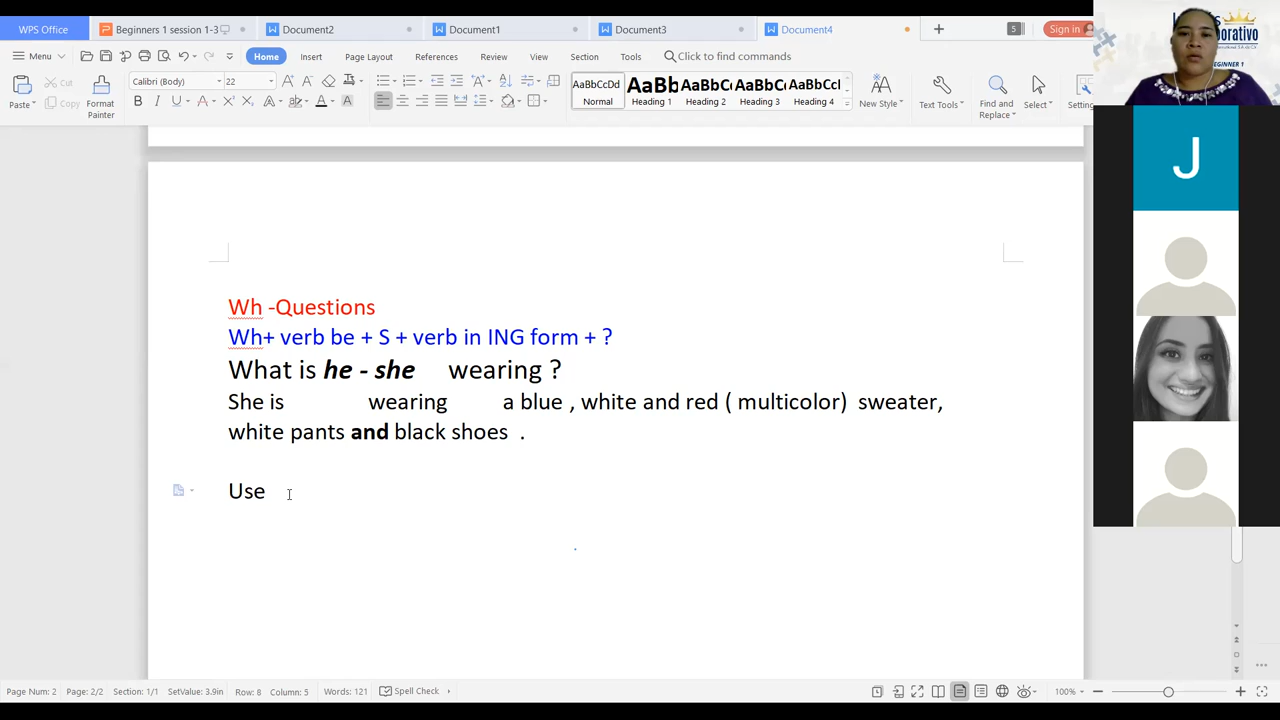 WPS Office
Beginners 1 session 1-3
Document2
Document1
Document3
Document4
S
Sign in
Menu
Home
Insert
Page Layout
References
Review
View
Section
Tools
Click to find commands
Paste
Cut
Copy
Format Painter
Calibri (Body)
22
AaBbCcDd
Normal
AaBb
Heading 1
AaBbC
Heading 2
AaBbC
Heading 3
AaBbCcl
Heading 4
New Style
Text Tools
Find and Replace
Select
BEGINNER 1
J
Wh -Questions
Wh+ verb be + S + verb in ING form + ?
What is he - she wearing ?
She is wearing a blue , white and red ( multicolor) sweater,
white pants and black shoes .
Use
Page Num: 2 Page: 2/2 Section: 1/1 SetValue: 3.9in Row: 8 Column: 5 Words: 121 Spell Check 100%